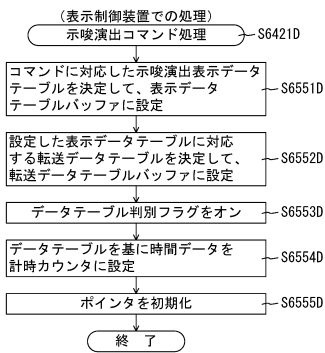 (表示制御装置での処理)
示唆演出コマンド処理
S6421D
コマンドに対応した示唆演出表示データ
テーブルを決定して、表示データ
テーブルバッファに設定
S6551D
設定した表示データテーブルに対応
する転送データテーブルを決定して、
転送データテーブルバッファに設定
S6552D
データテーブル判別フラグをオン
S6553D
データテーブルを基に時間データを
計時カウンタに設定
S6554D
ポインタを初期化
S6555D
終 了